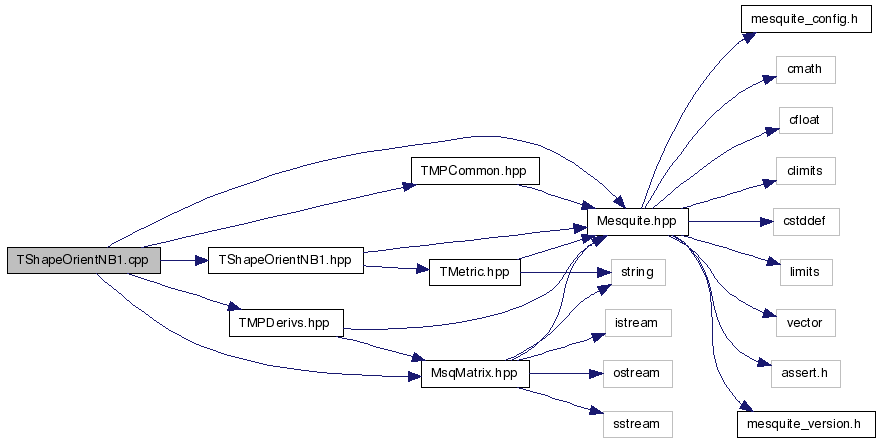 mesquite_config.h
cmath
cfloat
TMPCommon.hpp
climits
Mesquite.hpp
cstddef
TShapeOrientNB1.cpp
TShapeOrientNB1.hpp
TMetric.hpp
string
limits
TMPDerivs.hpp
istream
vector
MsqMatrix.hpp
ostream
assert.h
sstream
mesquite_version.h